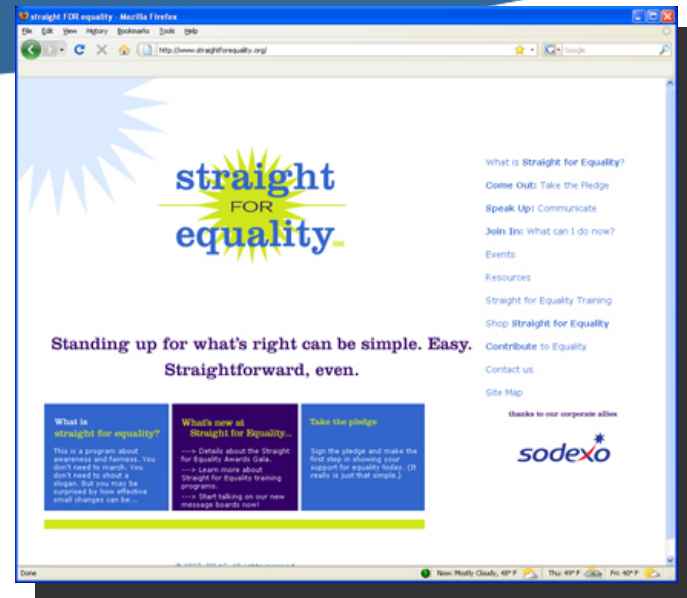 straight FOR equality - Mozilla Firefox
File Edit View History Bookmarks Tools Help
http://www.straightforequality.org/
Google
straight
FOR
equality
What is Straight for Equality?
Come Out: Take the Pledge
Speak Up: Communicate
Join In: What can I do now?
Events
Resources
Straight for Equality Training
Shop Straight for Equality
Contribute to Equality
Contact us
Site Map
thanks to our corporate allies
sodexo
Standing up for what's right can be simple. Easy.
Straightforward, even.
What is
straight for equality?
This is a program about
awareness and fairness. You
don't need to march. You
don't need to shout a
slogan. But you may be
surprised by how effective
small changes can be...
What's new at
Straight for Equality...
---> Details about the Straight
for Equality Awards Gala.
---> Learn more about
Straight for Equality training
programs.
---> Start talking on our new
message boards now!
Take the pledge
Sign the pledge and make the
first step in showing your
support for equality today. (It
really is just that simple.)
Done
Now: Mostly Cloudy, 48° F
Thu: 49° F
Fri: 40° F